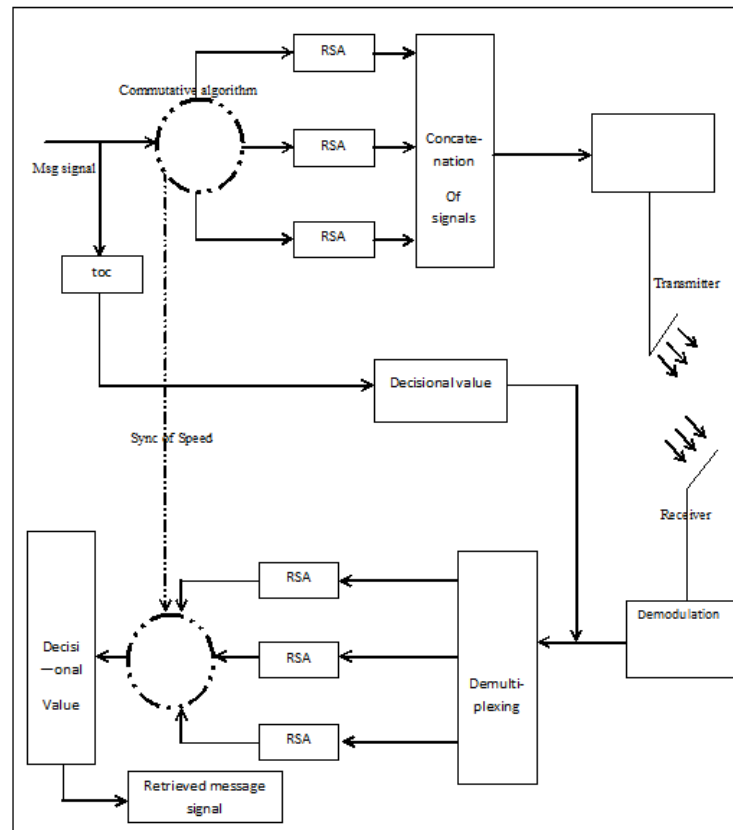 RSA
Commutative algorithm
RSA
Concate-
nation
Of
signals
Msg signal
RSA
toc
Transmitter
Decisional value
Sync of Speed
Receiver
RSA
Demodulation
Decisi
—onal
Value
RSA
Demulti-
plexing
RSA
Retrieved message
signal